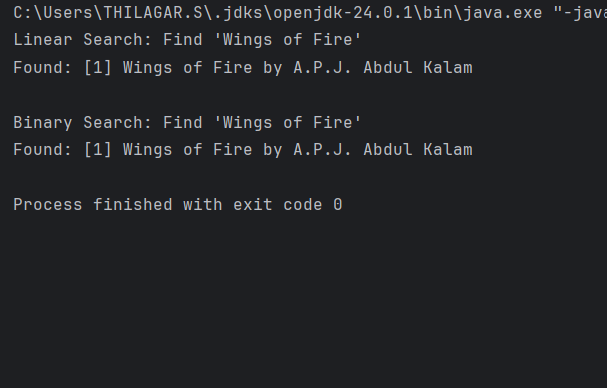 C:\Users\THILAGAR.S\.jdks\openjdk-24.0.1\bin\java.exe "-java
Linear Search: Find 'Wings of Fire'
Found: [1] Wings of Fire by A.P.J. Abdul Kalam
Binary Search: Find 'Wings of Fire'
Found: [1] Wings of Fire by A.P.J. Abdul Kalam
Process finished with exit code 0